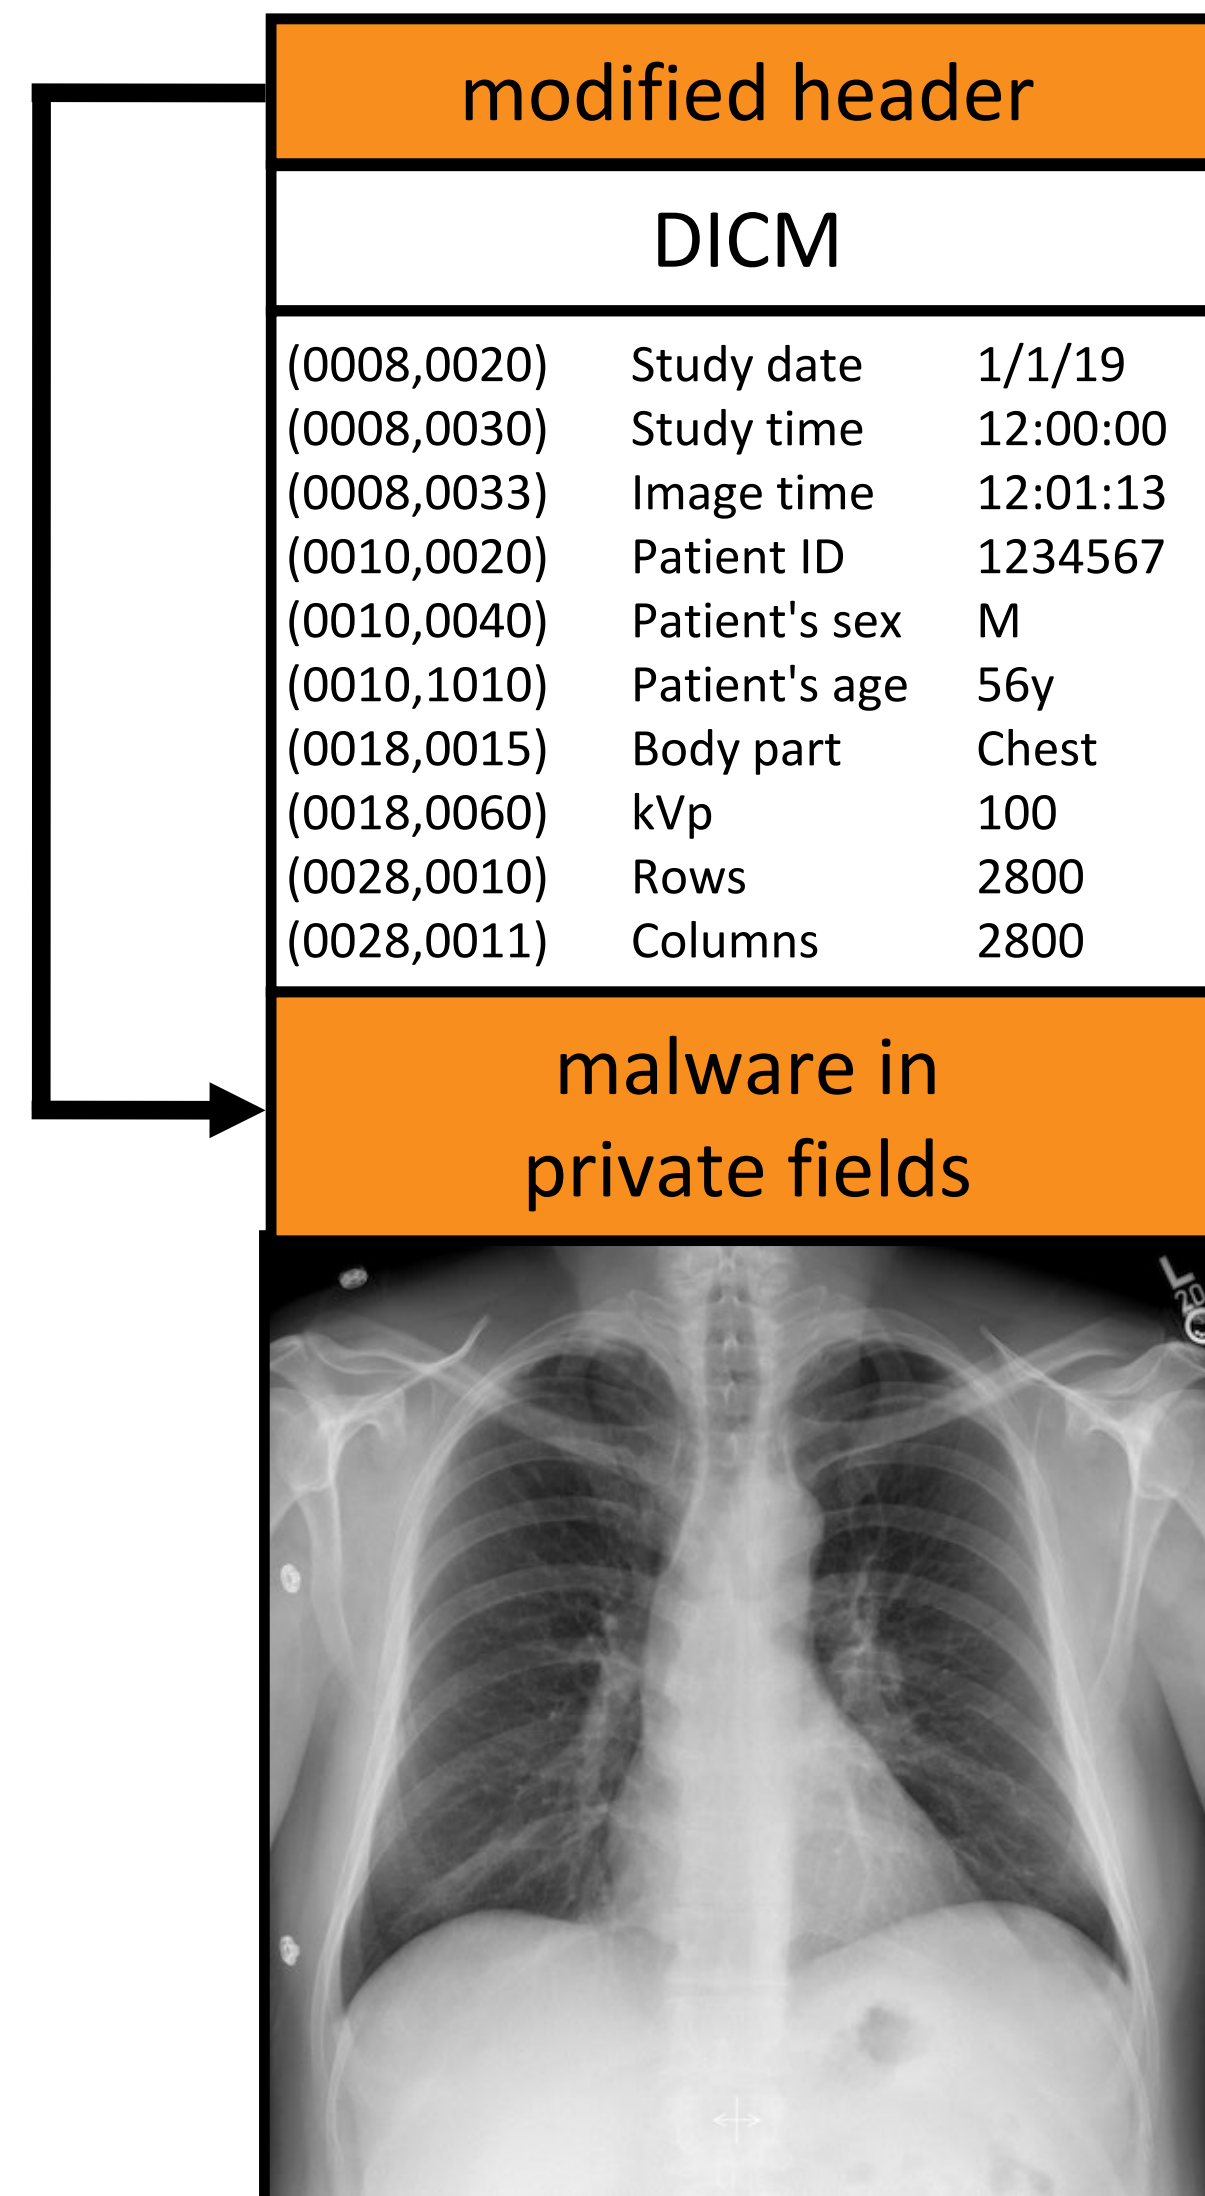 modified header
DICM
(0008,0020) Study date 1/1/19
(0008,0030) Study time 12:00:00
(0008,0033) Image time 12:01:13
(0010,0020) Patient ID 1234567
(0010,0040) Patient's sex M
(0010,1010) Patient's age 56y
(0018,0015) Body part Chest
(0018,0060) kVp 100
(0028,0010) Rows 2800
(0028,0011) Columns 2800
malware in
private fields
L
20